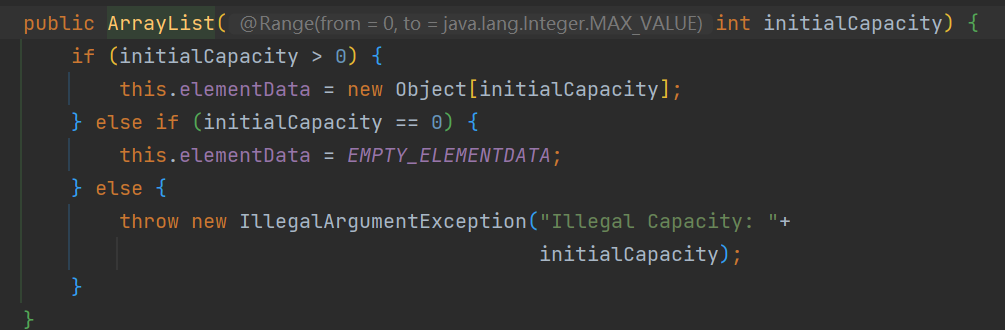 public ArrayList( @Range(from = 0, to = java.lang.Integer.MAX_VALUE) int initialCapacity) {
if (initialCapacity > 0) {
this.elementData = new Object[initialCapacity];
} else if (initialCapacity == 0) {
this.elementData = EMPTY_ELEMENTDATA;
} else {
throw new IllegalArgumentException("Illegal Capacity: "+
initialCapacity);
}
}